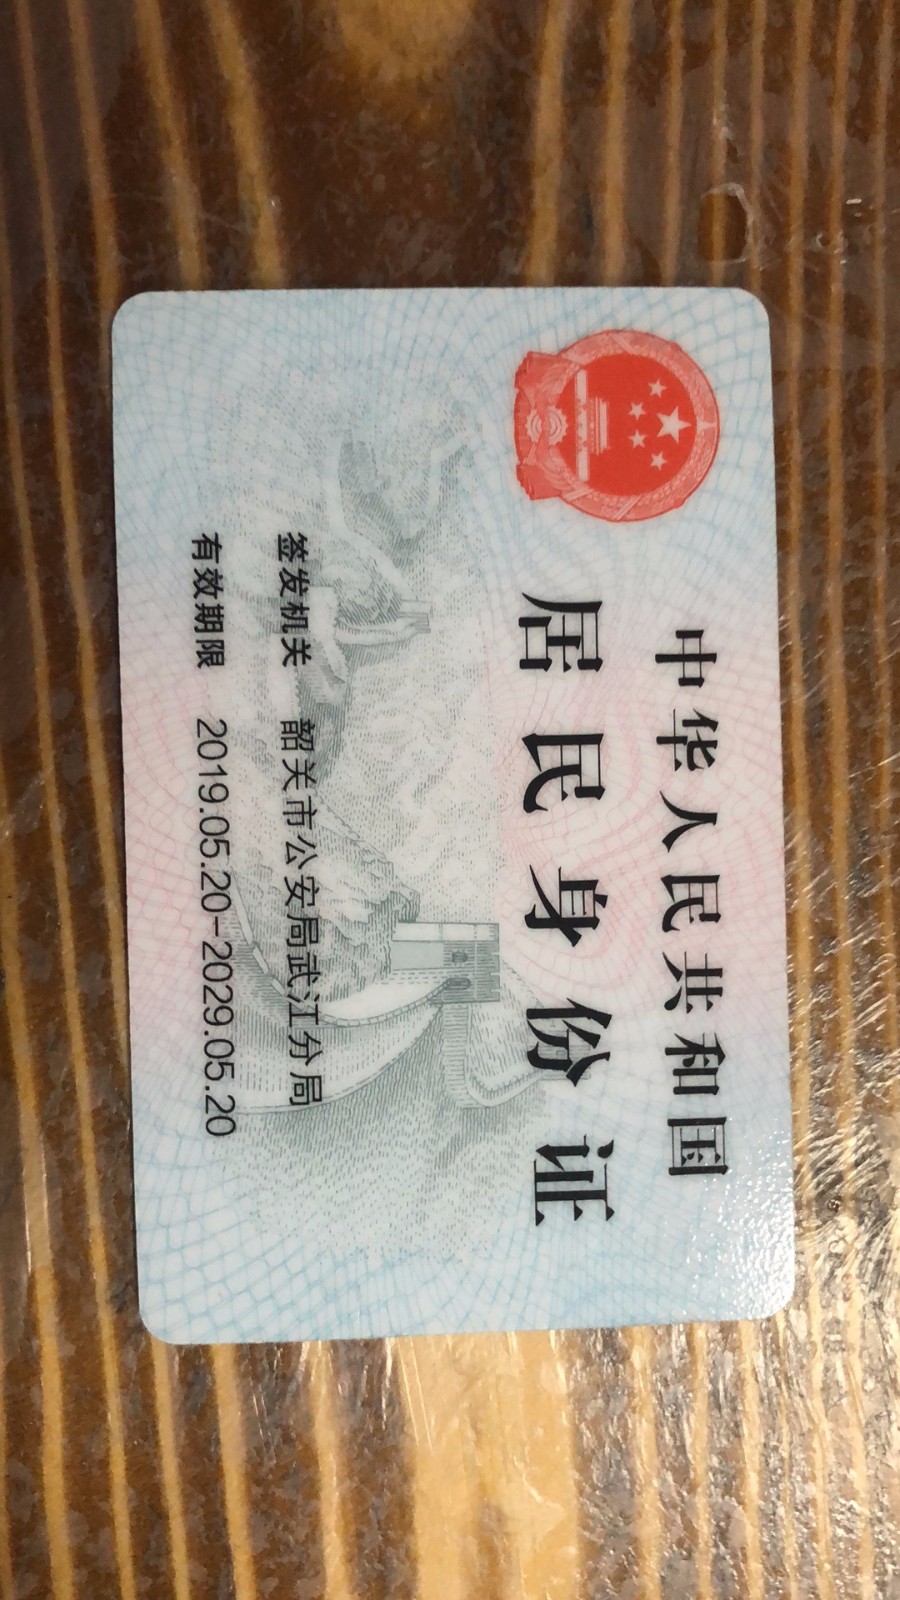 中华人民共和国
居民身份证
签发机关 韶关市公安局武江分局
有效期限 2019.05.20-2029.05.20